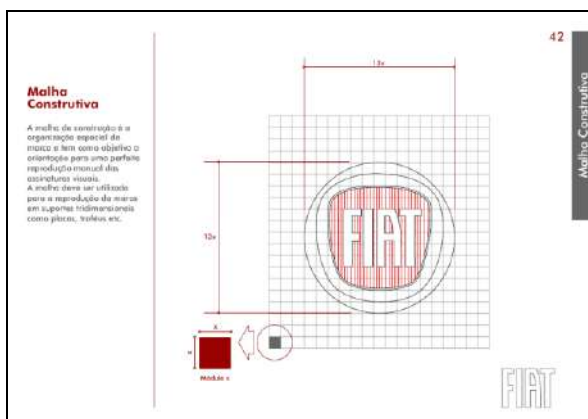 42
Malha
Construtiva
A malha de construção é a
organização espacial da
marca e tem como objetivo a
orientação para uma perfeita
reprodução manual das
assinaturas visuais.
A malha deve ser utilizada
para a reprodução da marca
em suportes tridimensionais
como placas, troféus etc.
13x
13x
FIAT
x
x
Módulo x
Malha Construtiva
FIAT